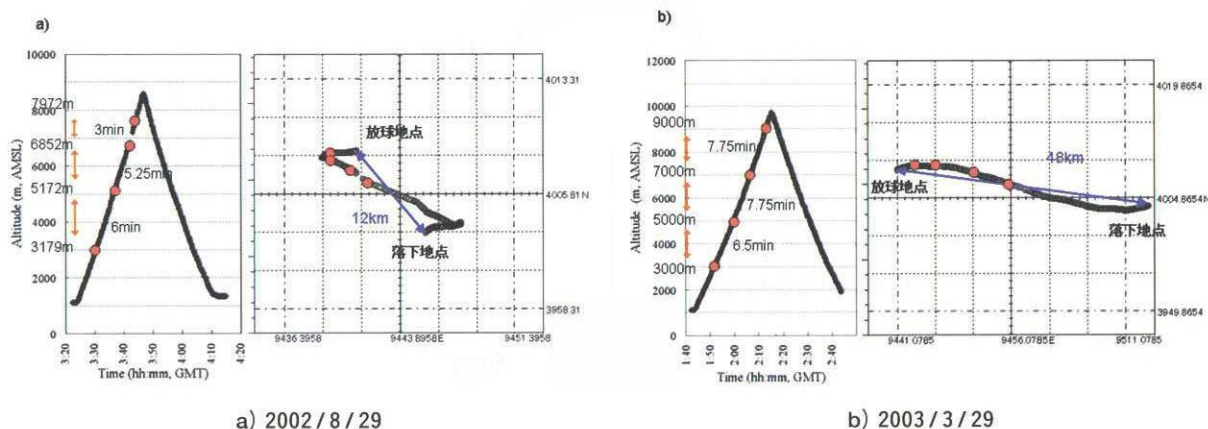 a)
10000
8000
6000
4000
2000
0
7972m
6852m
5172m
3179m
3min
5.25min
6min
Altitude (m, AMSL)
3:20
3:30
3:40
3:50
4:00
4:10
4:20
Time (hh:mm, GMT)
放球地点
12km
落下地点
4013.31
4005.81 N
3958.31
9436.3958
9443.8958E
9451.3958
a) 2002/8/29
b)
12000
10000
9000m
8000
7000m
6000
5000m
4000
3000m
2000
0
7.75min
7.75min
6.5min
Altitude (m, AMSL)
1:40
1:50
2:00
2:10
2:20
2:30
2:40
Time (hh:mm, GMT)
放球地点
48km
落下地点
4019.8654
4004.8654N
3949.8654
9441.0785
9456.0785E
9511.0785
b) 2003/3/29